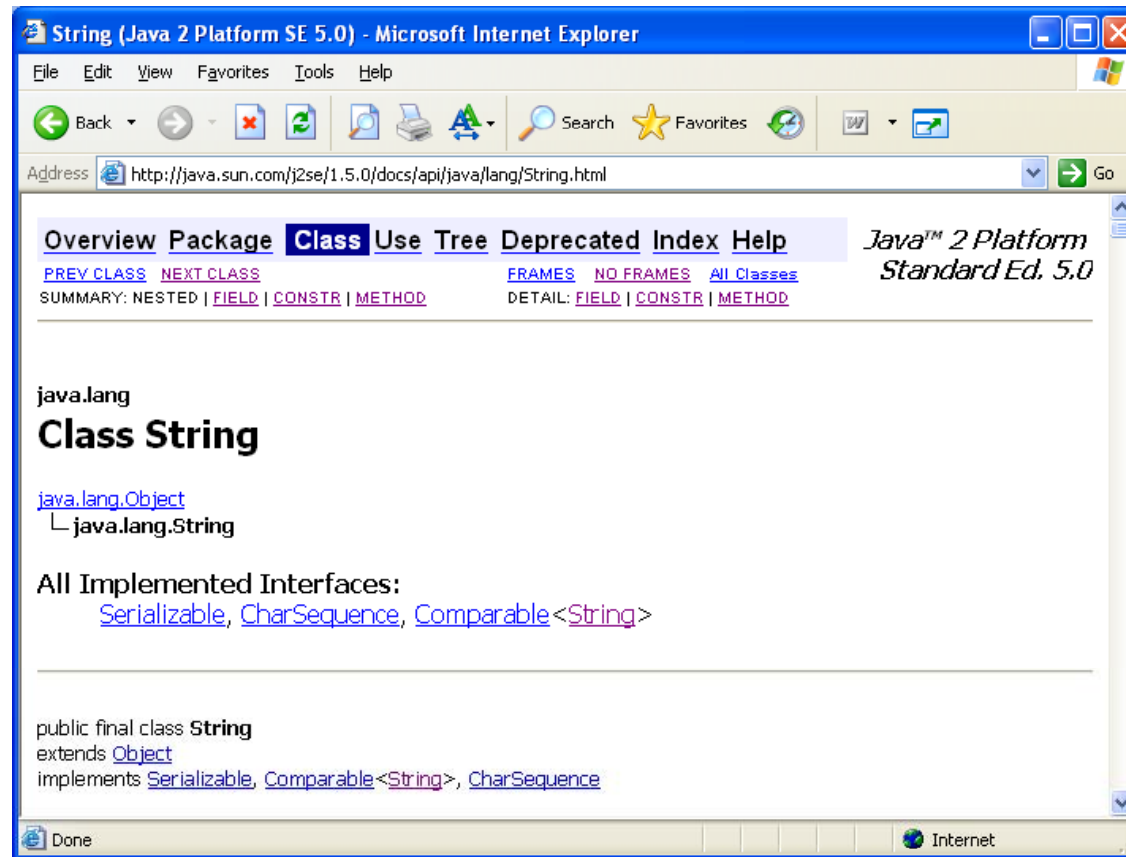 String (Java 2 Platform SE 5.0) - Microsoft Internet Explorer
File Edit View Favorites Tools Help
Back Search Favorites
Address http://java.sun.com/j2se/1.5.0/docs/api/java/lang/String.html Go
Overview Package Class Use Tree Deprecated Index Help Java™ 2 Platform
Standard Ed. 5.0
PREV CLASS NEXT CLASS FRAMES NO FRAMES All Classes
SUMMARY: NESTED | FIELD | CONSTR | METHOD DETAIL: FIELD | CONSTR | METHOD
java.lang
Class String
java.lang.Object
java.lang.String
All Implemented Interfaces:
Serializable, CharSequence, Comparable<String>
public final class String
extends Object
implements Serializable, Comparable<String>, CharSequence
Done Internet